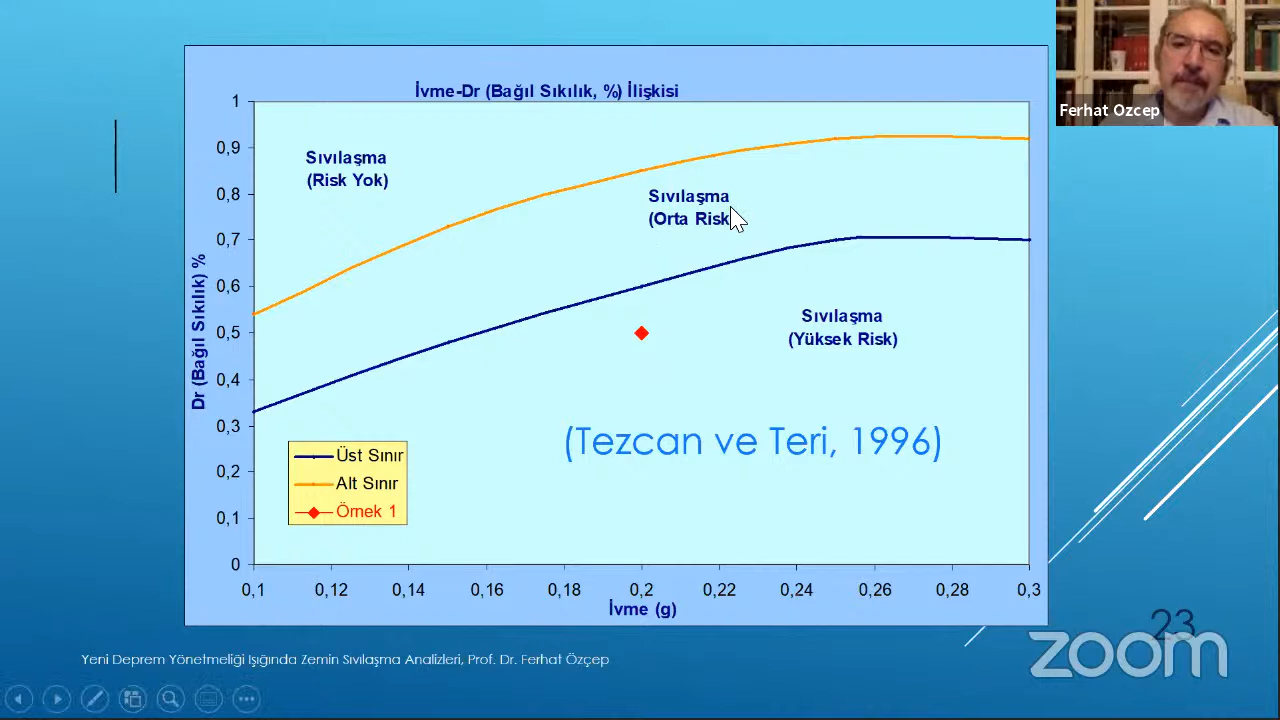 Ferhat Ozcep
İvme-Dr (Bağıl Sıkılık, %) İlişkisi
1
0,9
0,8
0,7
0,6
0,5
0,4
0,3
0,2
0,1
0
Dr (Bağıl Sıkılık) %
Sıvılaşma
(Risk Yok)
Sıvılaşma
(Orta Risk
Sıvılaşma
(Yüksek Risk)
(Tezcan ve Teri, 1996)
Üst Sınır
Alt Sınır
Örnek 1
0,1 0,12 0,14 0,16 0,18 0,2 0,22 0,24 0,26 0,28 0,3
İvme (g)
23
zoom
Yeni Deprem Yönetmeliği Işığında Zemin Sıvılaşma Analizleri, Prof. Dr. Ferhat Özçep